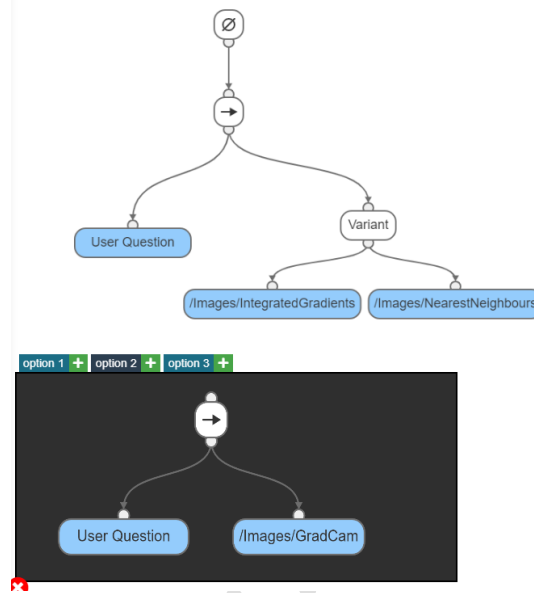 Ø
→
Variant
User Question
/Images/IntegratedGradients
/Images/NearestNeighbours
option 1 +
option 2 +
option 3 +
→
User Question
/Images/GradCam